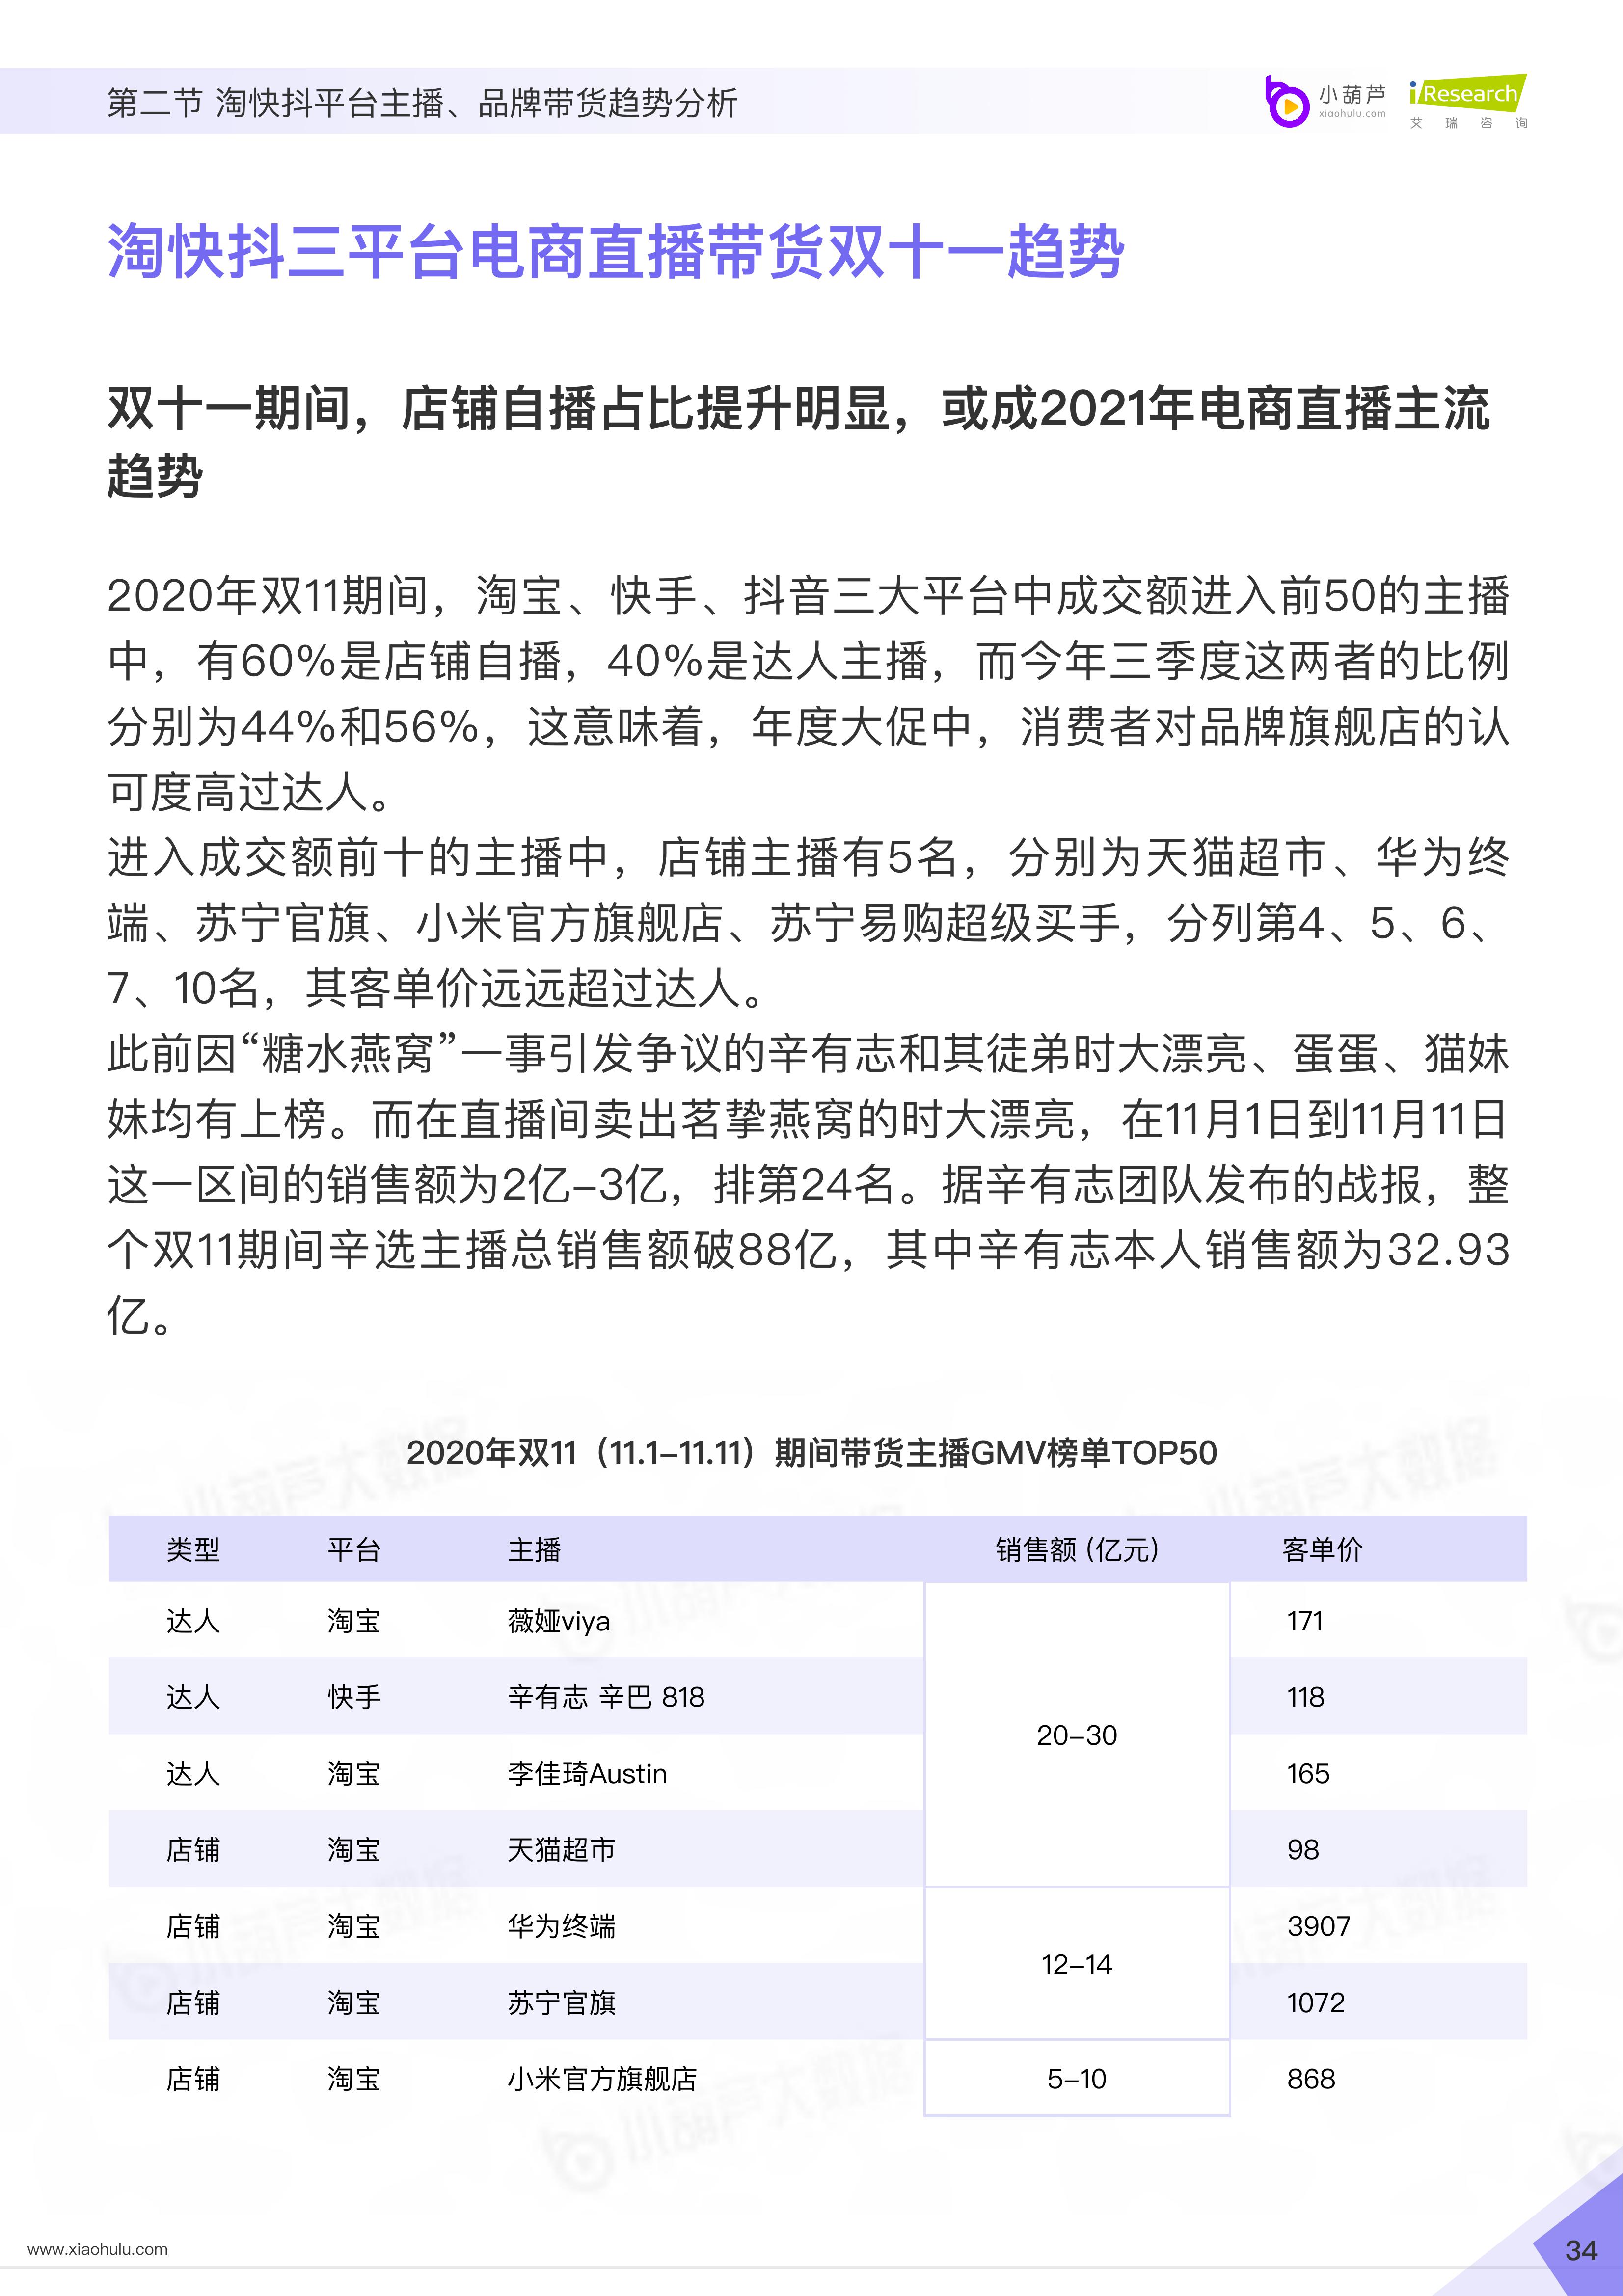 第二节 淘快抖平台主播、品牌带货趋势分析
小葫芦
xiaohulu.com
iResearch
艾瑞咨询
淘快抖三平台电商直播带货双十一趋势
双十一期间，店铺自播占比提升明显，或成2021年电商直播主流
趋势
2020年双11期间，淘宝、快手、抖音三大平台中成交额进入前50的主播
中，有60%是店铺自播，40%是达人主播，而今年三季度这两者的比例
分别为44%和56%，这意味着，年度大促中，消费者对品牌旗舰店的认
可度高过达人。
进入成交额前十的主播中，店铺主播有5名，分别为天猫超市、华为终
端、苏宁官旗、小米官方旗舰店、苏宁易购超级买手，分列第4、5、6、
7、10名，其客单价远远超过达人。
此前因“糖水燕窝”一事引发争议的辛有志和其徒弟时大漂亮、蛋蛋、猫妹
妹均有上榜。而在直播间卖出茗挚燕窝的时大漂亮，在11月1日到11月11日
这一区间的销售额为2亿–3亿，排第24名。据辛有志团队发布的战报，整
个双11期间辛选主播总销售额破88亿，其中辛有志本人销售额为32.93
亿。
2020年双11（11.1–11.11）期间带货主播GMV榜单TOP50
类型 平台 主播 销售额 (亿元) 客单价
达人 淘宝 薇娅viya 171
达人 快手 辛有志 辛巴 818 118
20–30
达人 淘宝 李佳琦Austin 165
店铺 淘宝 天猫超市 98
店铺 淘宝 华为终端 3907
12–14
店铺 淘宝 苏宁官旗 1072
店铺 淘宝 小米官方旗舰店 5–10 868
小葫芦大数据
小葫芦大数据
小葫芦大数据
小葫芦大数据
www.xiaohulu.com
34